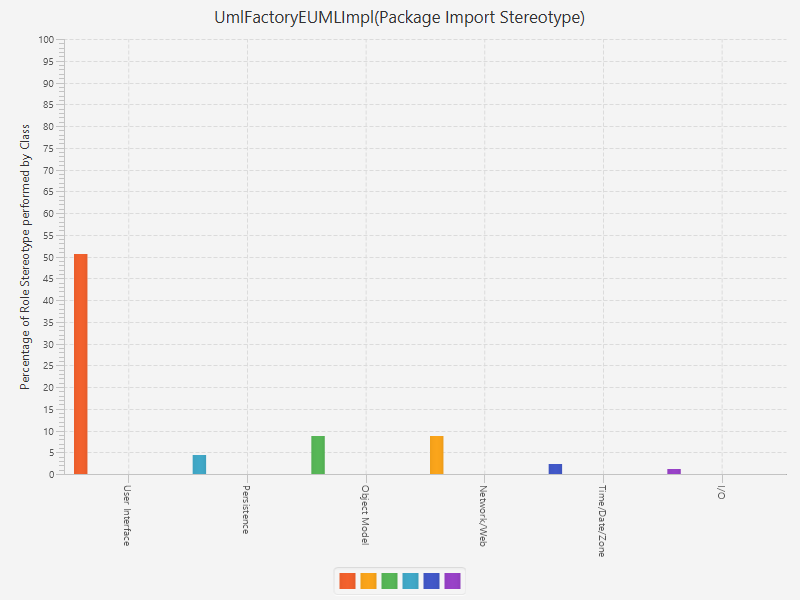 UmlFactoryEUMLImpl(Package Import Stereotype)
Percentage of Role Stereotype performed by Class
100
95
90
85
80
75
70
65
60
55
50
45
40
35
30
25
20
15
10
5
0
User Interface
Persistence
Object Model
Network/Web
Time/Date/Zone
I/O